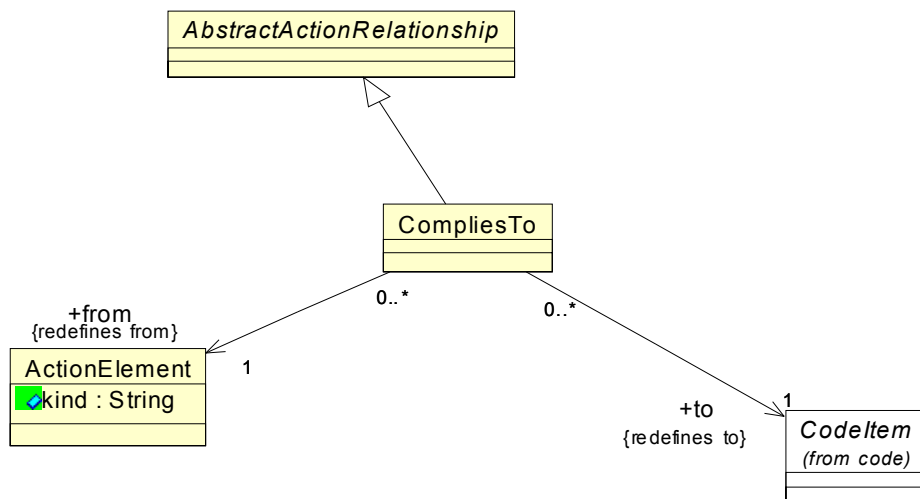 AbstractActionRelationship
CompliesTo
0..*
0..*
+from
{redefines from}
1
ActionElement
kind : String
+to
{redefines to}
1
CodeItem
(from code)